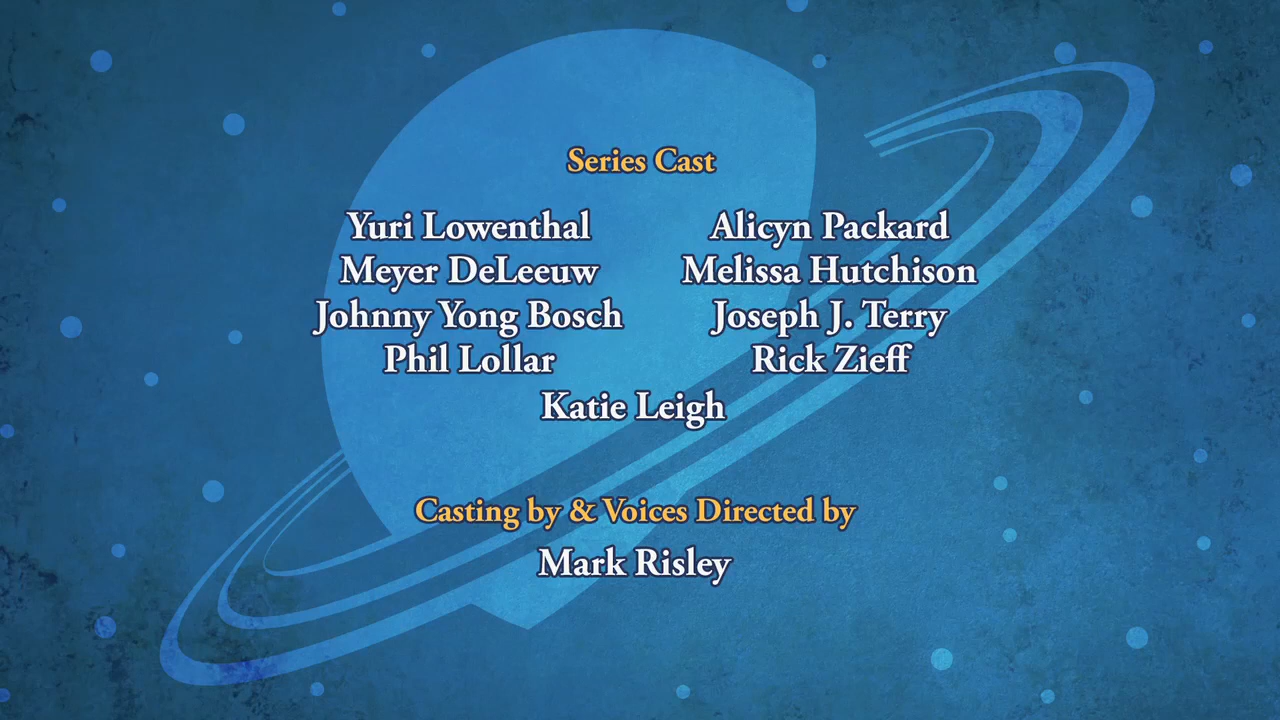 Series Cast
Yuri Lowenthal Alicyn Packard
Meyer DeLeeuw Melissa Hutchison
Johnny Yong Bosch Joseph J. Terry
Phil Lollar Rick Zieff
Katie Leigh
Casting by & Voices Directed by
Mark Risley